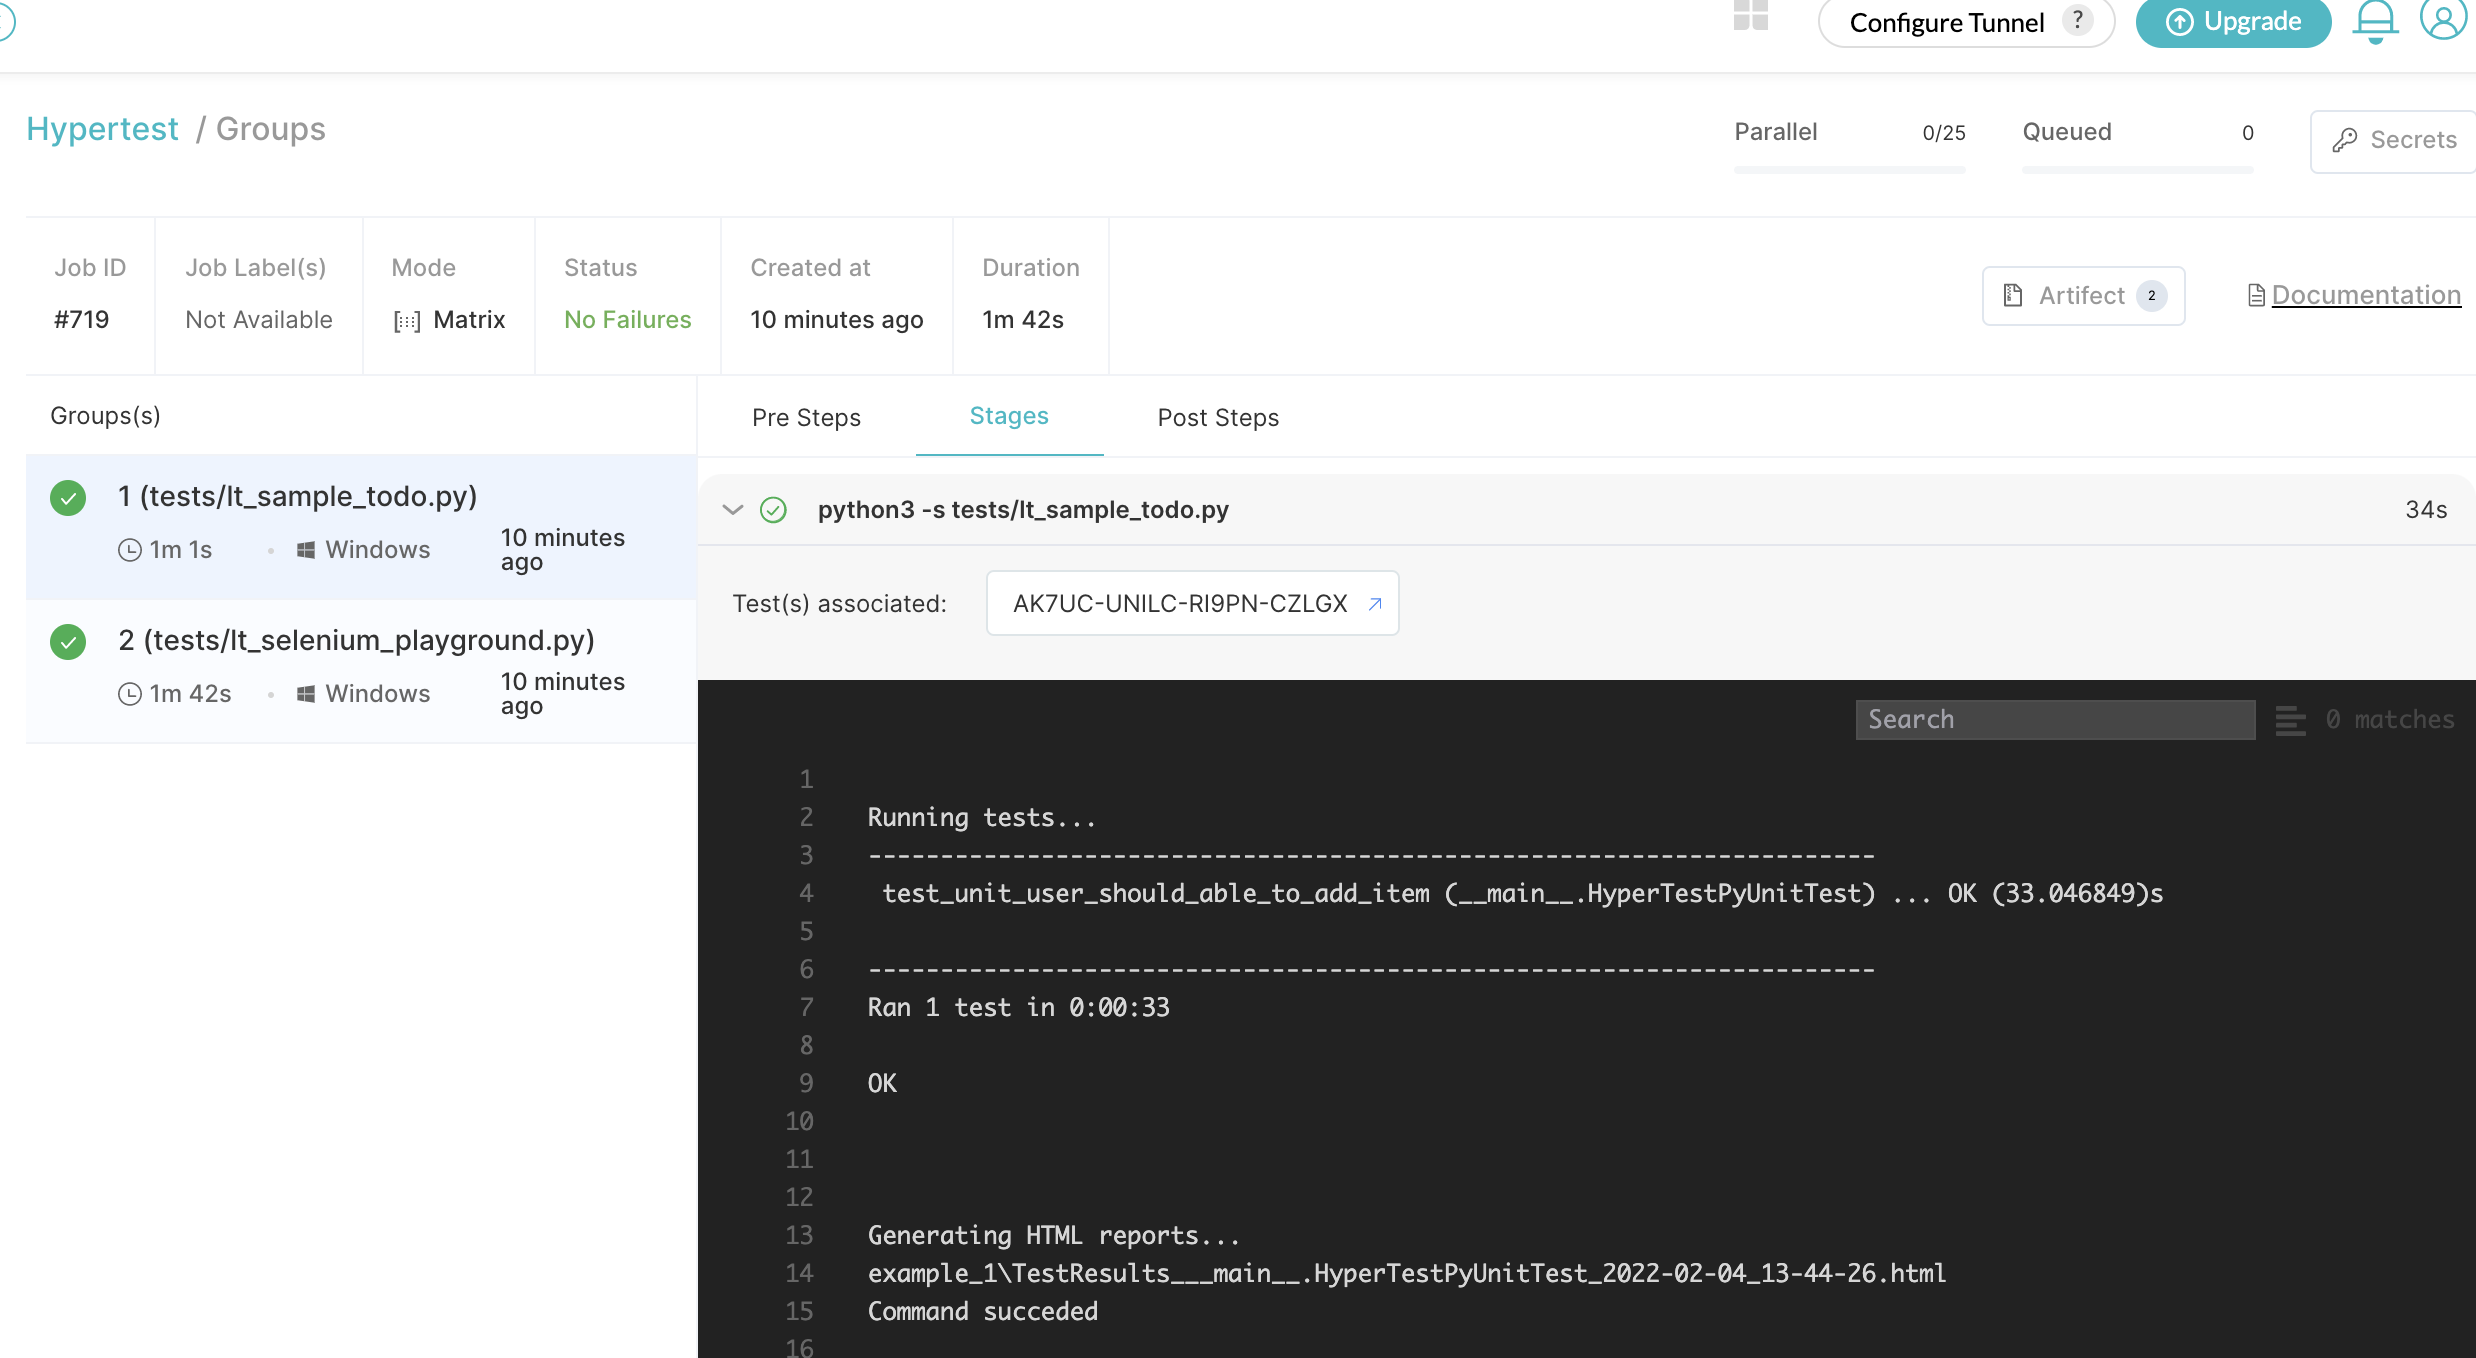 Configure Tunnel ?
Upgrade
Hypertest / Groups
Parallel 0/25
Queued 0
Secrets
Job ID
#719
Job Label(s)
Not Available
Mode
Matrix
Status
No Failures
Created at
10 minutes ago
Duration
1m 42s
Artifect 2
Documentation
Groups(s)
1 (tests/lt_sample_todo.py)
1m 1s • Windows
10 minutes
ago
2 (tests/lt_selenium_playground.py)
1m 42s • Windows
10 minutes
ago
Pre Steps
Stages
Post Steps
python3 -s tests/lt_sample_todo.py 34s
Test(s) associated: AK7UC-UNILC-RI9PN-CZLGX
Search 0 matches
1
2 Running tests...
3 ----------------------------------------------------------------------
4 test_unit_user_should_able_to_add_item (__main__.HyperTestPyUnitTest) ... OK (33.046849)s
5
6 ----------------------------------------------------------------------
7 Ran 1 test in 0:00:33
8
9 OK
10
11
12
13 Generating HTML reports...
14 example_1\TestResults___main__.HyperTestPyUnitTest_2022-02-04_13-44-26.html
15 Command succeded
16